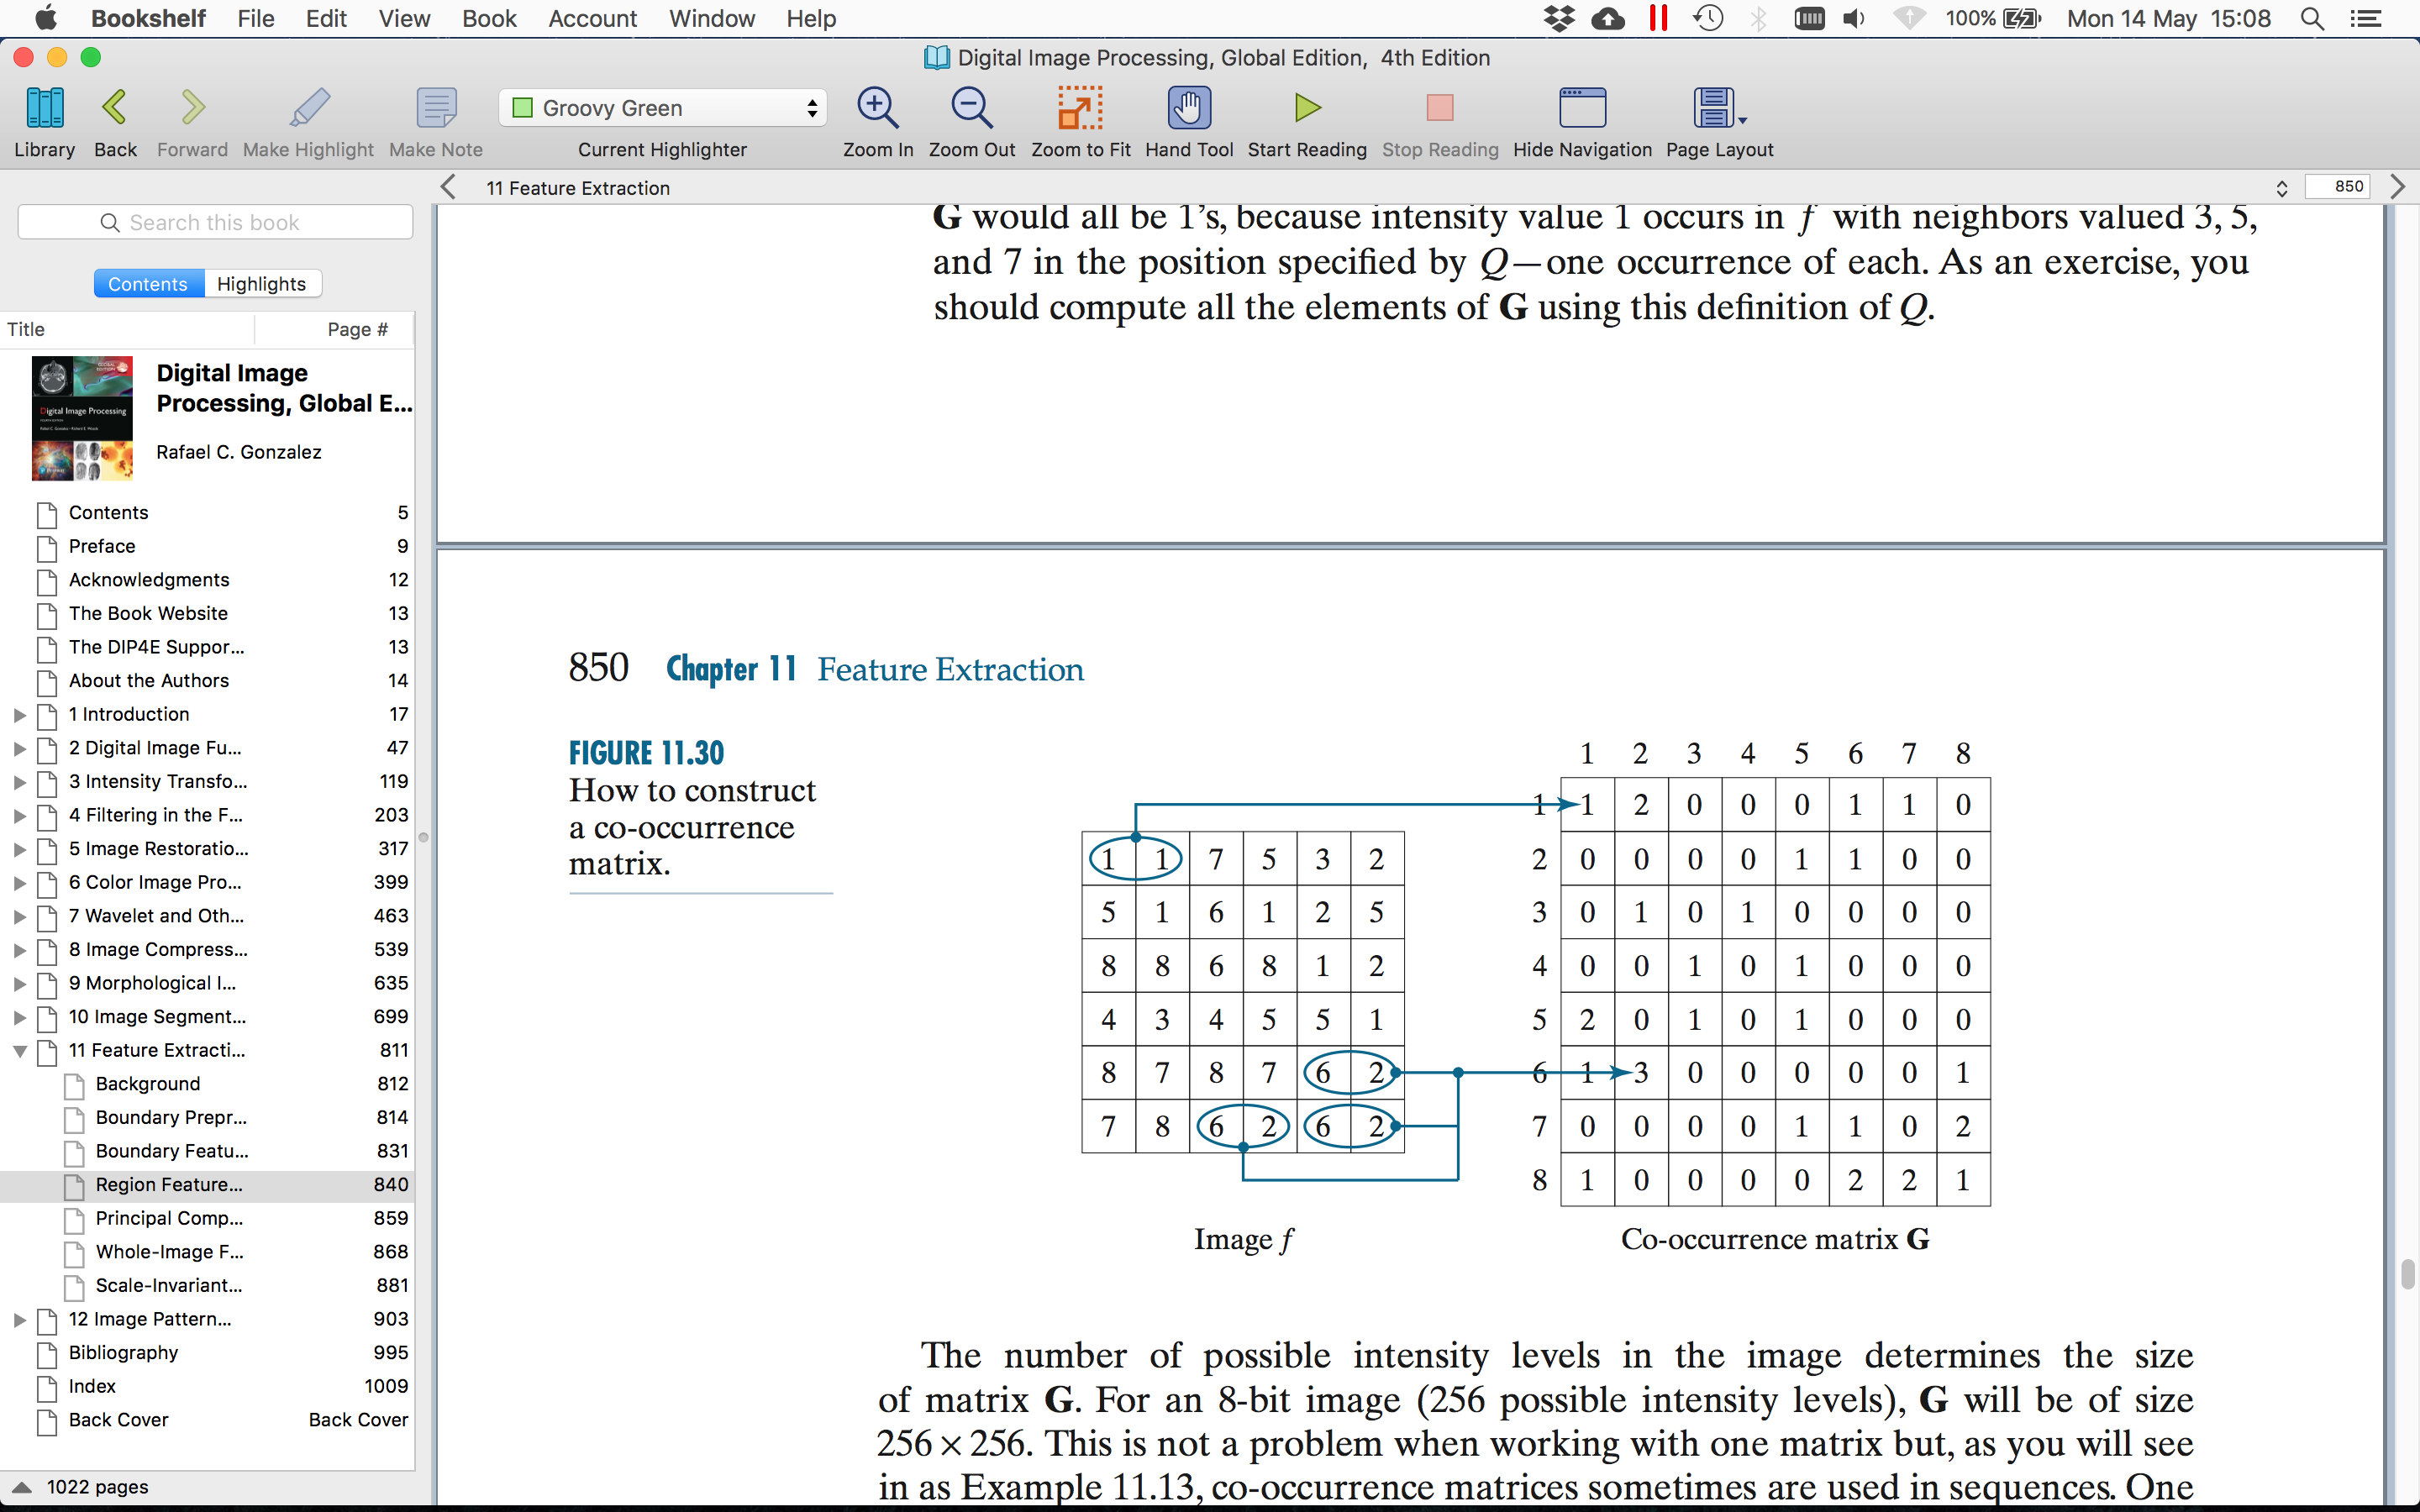 Bookshelf File Edit View Book Account Window Help 100% Mon 14 May 15:08
Digital Image Processing, Global Edition, 4th Edition
Groovy Green
Library Back Forward Make Highlight Make Note Current Highlighter Zoom In Zoom Out Zoom to Fit Hand Tool Start Reading Stop Reading Hide Navigation Page Layout
11 Feature Extraction 850
Search this book
Contents Highlights
Title Page #
Digital Image
Processing, Global E...
Rafael C. Gonzalez
Contents 5
Preface 9
Acknowledgments 12
The Book Website 13
The DIP4E Suppor... 13
About the Authors 14
1 Introduction 17
2 Digital Image Fu... 47
3 Intensity Transfo... 119
4 Filtering in the F... 203
5 Image Restoratio... 317
6 Color Image Pro... 399
7 Wavelet and Oth... 463
8 Image Compress... 539
9 Morphological I... 635
10 Image Segment... 699
11 Feature Extracti... 811
Background 812
Boundary Prepr... 814
Boundary Featu... 831
Region Feature... 840
Principal Comp... 859
Whole-Image F... 868
Scale-Invariant... 881
12 Image Pattern... 903
Bibliography 995
Index 1009
Back Cover Back Cover
1022 pages
G would all be 1's, because intensity value 1 occurs in f with neighbors valued 3, 5,
and 7 in the position specified by Q—one occurrence of each. As an exercise, you
should compute all the elements of G using this definition of Q.
850 Chapter 11 Feature Extraction
FIGURE 11.30
How to construct
a co-occurrence
matrix.
1 1 7 5 3 2
5 1 6 1 2 5
8 8 6 8 1 2
4 3 4 5 5 1
8 7 8 7 6 2
7 8 6 2 6 2
Image f
1 2 3 4 5 6 7 8
1 1 2 0 0 0 1 1 0
2 0 0 0 0 1 1 0 0
3 0 1 0 1 0 0 0 0
4 0 0 1 0 1 0 0 0
5 2 0 1 0 1 0 0 0
6 1 3 0 0 0 0 0 1
7 0 0 0 0 1 1 0 2
8 1 0 0 0 0 2 2 1
Co-occurrence matrix G
The number of possible intensity levels in the image determines the size
of matrix G. For an 8-bit image (256 possible intensity levels), G will be of size
256 × 256. This is not a problem when working with one matrix but, as you will see
in as Example 11.13, co-occurrence matrices sometimes are used in sequences. One